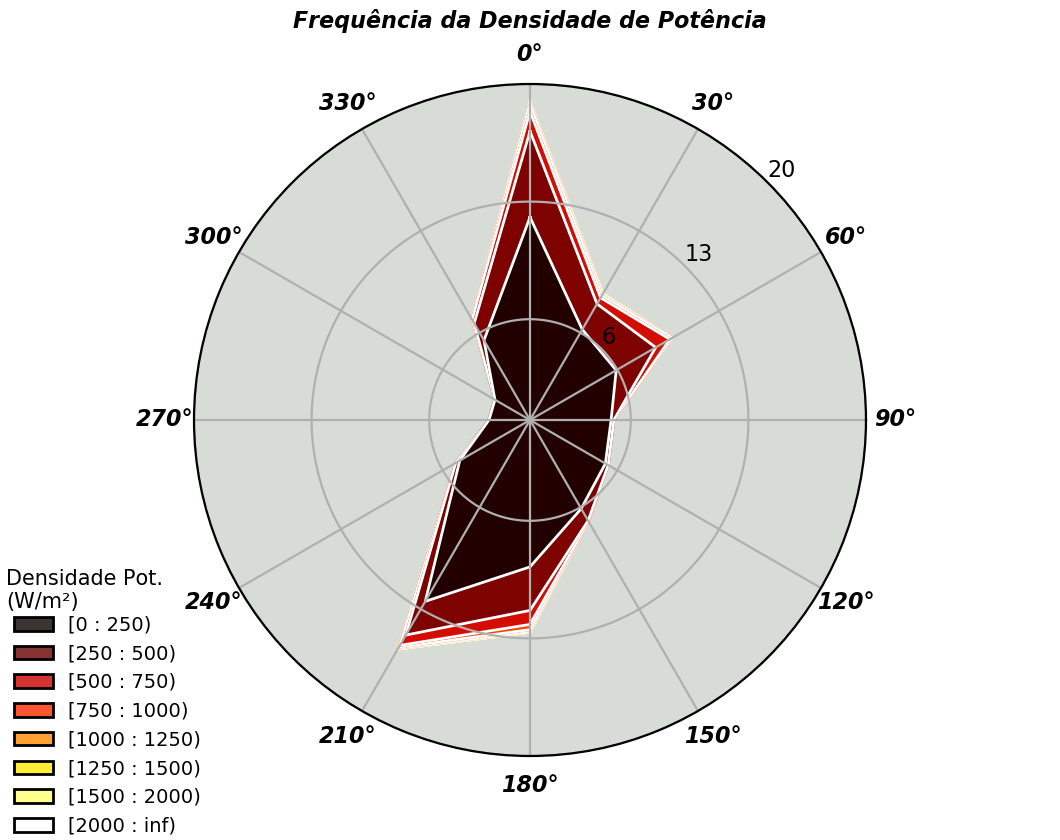 Frequência da Densidade de Potência
0°
330°
30°
20
300°
60°
13
6
270°
90°
240°
120°
210°
150°
180°
Densidade Pot.
(W/m²)
[0 : 250)
[250 : 500)
[500 : 750)
[750 : 1000)
[1000 : 1250)
[1250 : 1500)
[1500 : 2000)
[2000 : inf)